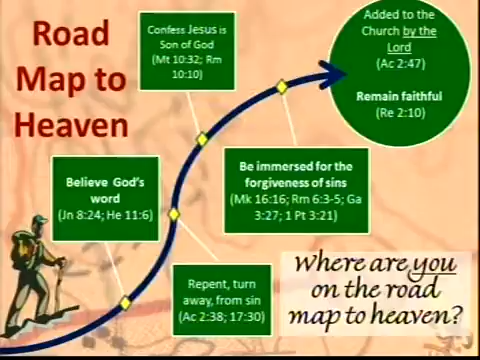 Road
Map to
Heaven
Confess Jesus is
Son of God
(Mt 10:32; Rm
10:10)
Added to the
Church by the
Lord
(Ac 2:47)
Remain faithful
(Re 2:10)
Believe God's
word
(Jn 8:24; He 11:6)
Be immersed for the
forgiveness of sins
(Mk 16:16; Rm 6:3-5; Ga
3:27; 1 Pt 3:21)
Repent, turn
away, from sin
(Ac 2:38; 17:30)
Where are you
on the road
map to heaven?